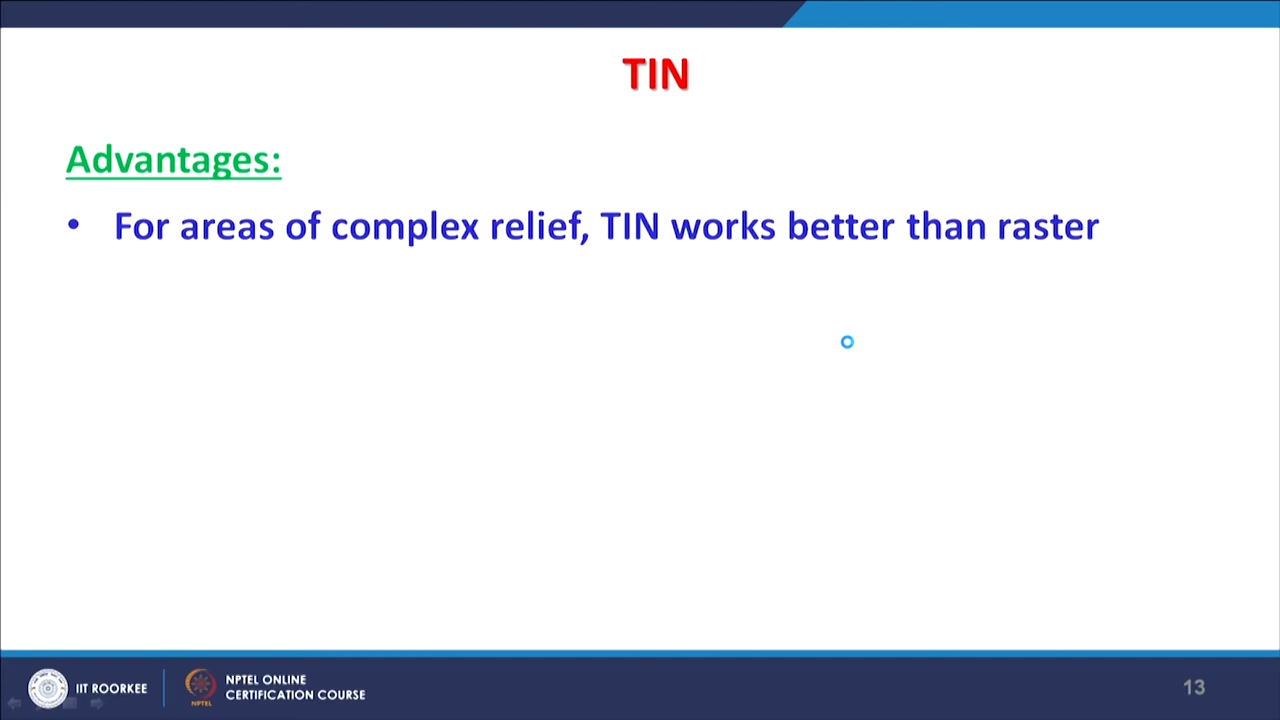 TIN
Advantages:
• For areas of complex relief, TIN works better than raster
IIT ROORKEE
NPTEL
NPTEL ONLINE
CERTIFICATION COURSE
13